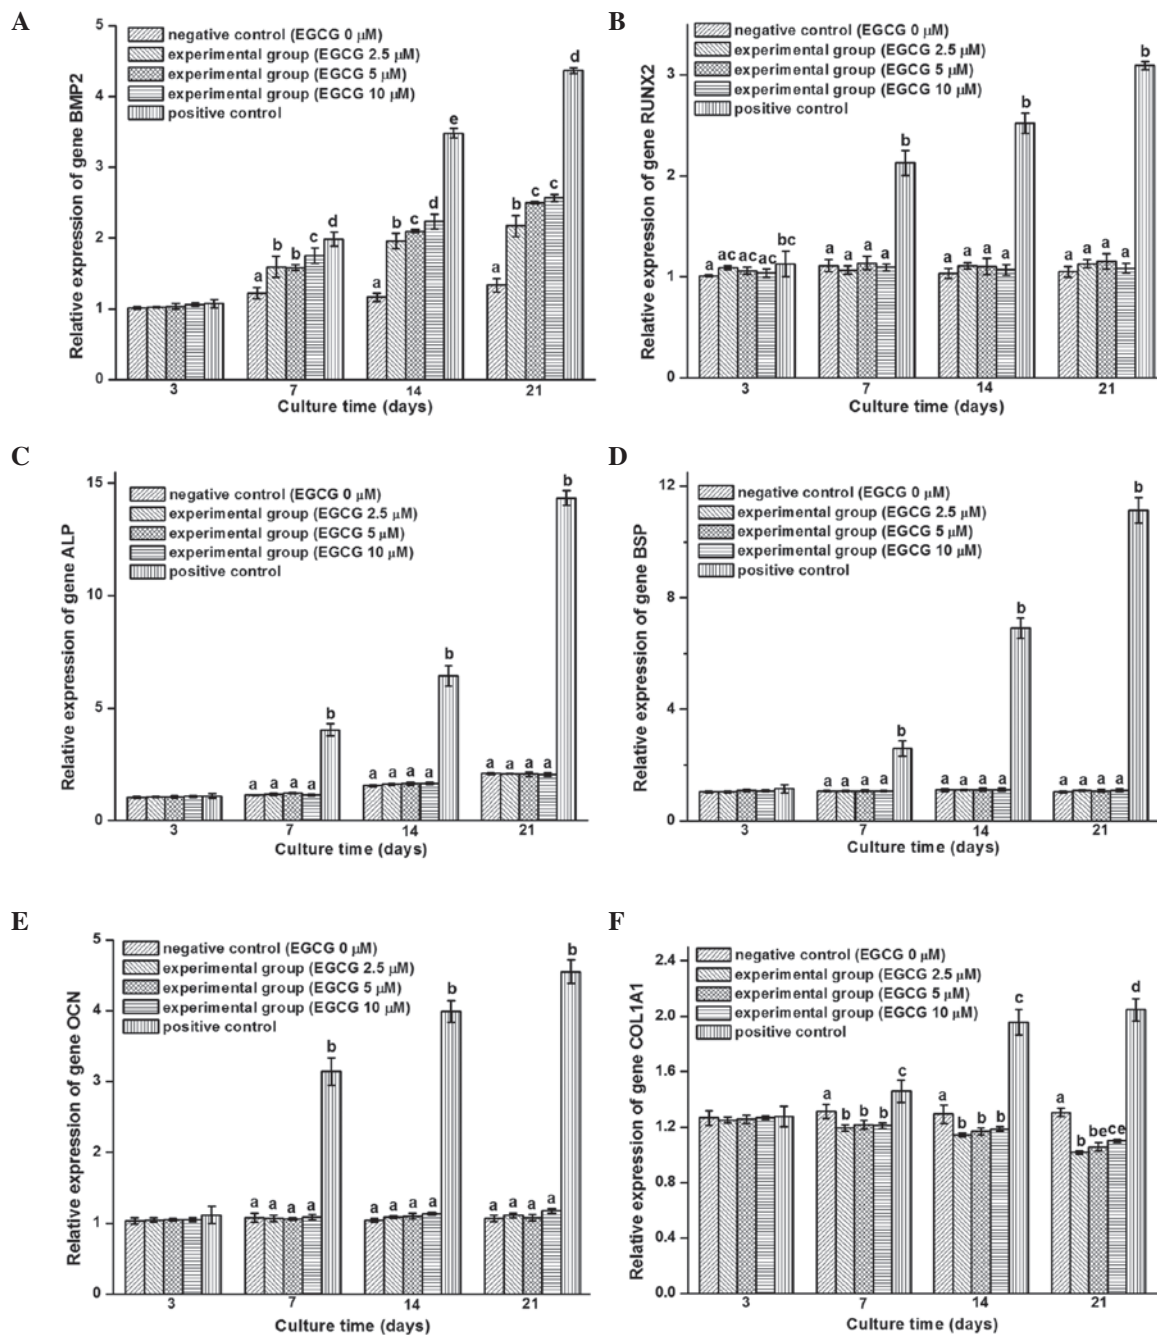 A
Relative expression of gene BMP2
5
4
3
2
1
0
negative control (EGCG 0 μM)
experimental group (EGCG 2.5 μM)
experimental group (EGCG 5 μM)
experimental group (EGCG 10 μM)
positive control
a b b c d
a b c d e
a b c c d
3 7 14 21
Culture time (days)
B
Relative expression of gene RUNX2
3
2
1
0
negative control (EGCG 0 μM)
experimental group (EGCG 2.5 μM)
experimental group (EGCG 5 μM)
experimental group (EGCG 10 μM)
positive control
a ac ac ac bc
a a a a b
a a a a b
a a a a b
3 7 14 21
Culture time (days)
C
Relative expression of gene ALP
15
10
5
0
negative control (EGCG 0 μM)
experimental group (EGCG 2.5 μM)
experimental group (EGCG 5 μM)
experimental group (EGCG 10 μM)
positive control
a a a a b
a a a a b
a a a a b
3 7 14 21
Culture time (days)
D
Relative expression of gene BSP
12
8
4
0
negative control (EGCG 0 μM)
experimental group (EGCG 2.5 μM)
experimental group (EGCG 5 μM)
experimental group (EGCG 10 μM)
positive control
a a a a b
a a a a b
a a a a b
3 7 14 21
Culture time (days)
E
Relative expression of gene OCN
5
4
3
2
1
0
negative control (EGCG 0 μM)
experimental group (EGCG 2.5 μM)
experimental group (EGCG 5 μM)
experimental group (EGCG 10 μM)
positive control
a a a a b
a a a a b
a a a a b
3 7 14 21
Culture time (days)
F
Relative expression of gene COL1A1
2.4
2.0
1.6
1.2
0.8
0.4
0.0
negative control (EGCG 0 μM)
experimental group (EGCG 2.5 μM)
experimental group (EGCG 5 μM)
experimental group (EGCG 10 μM)
positive control
a b b b c
a b b b c
a b be ce d
3 7 14 21
Culture time (days)